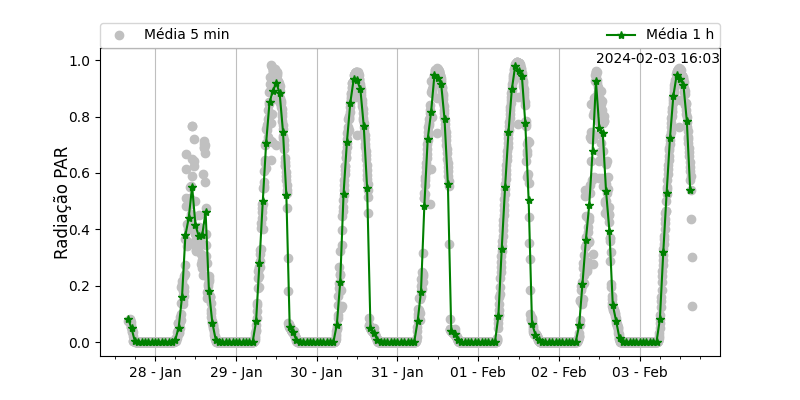 Média 5 min
Média 1 h
2024-02-03 16:03
1.0
0.8
0.6
0.4
0.2
0.0
Radiação PAR
28 - Jan
29 - Jan
30 - Jan
31 - Jan
01 - Feb
02 - Feb
03 - Feb